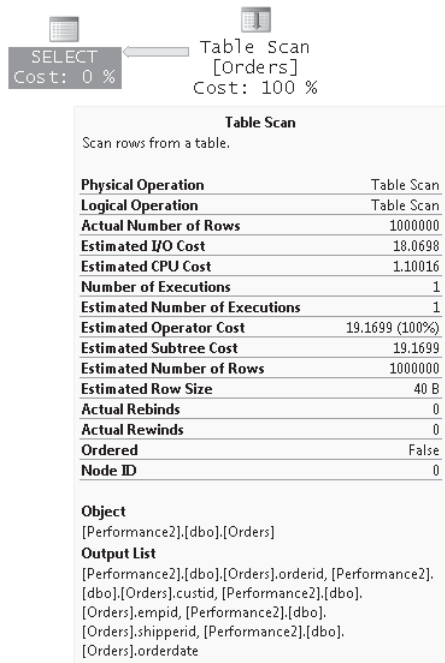 SELECT
Cost: 0 %
Table Scan
[Orders]
Cost: 100 %
Table Scan
Scan rows from a table.
Physical Operation Table Scan
Logical Operation Table Scan
Actual Number of Rows 1000000
Estimated I/O Cost 18.0698
Estimated CPU Cost 1.10016
Number of Executions 1
Estimated Number of Executions 1
Estimated Operator Cost 19.1699 (100%)
Estimated Subtree Cost 19.1699
Estimated Number of Rows 1000000
Estimated Row Size 40 B
Actual Rebinds 0
Actual Rewinds 0
Ordered False
Node ID 0
Object
[Performance2].[dbo].[Orders]
Output List
[Performance2].[dbo].[Orders].orderid, [Performance2].
[dbo].[Orders].custid, [Performance2].[dbo].
[Orders].empid, [Performance2].[dbo].
[Orders].shipperid, [Performance2].[dbo].
[Orders].orderdate